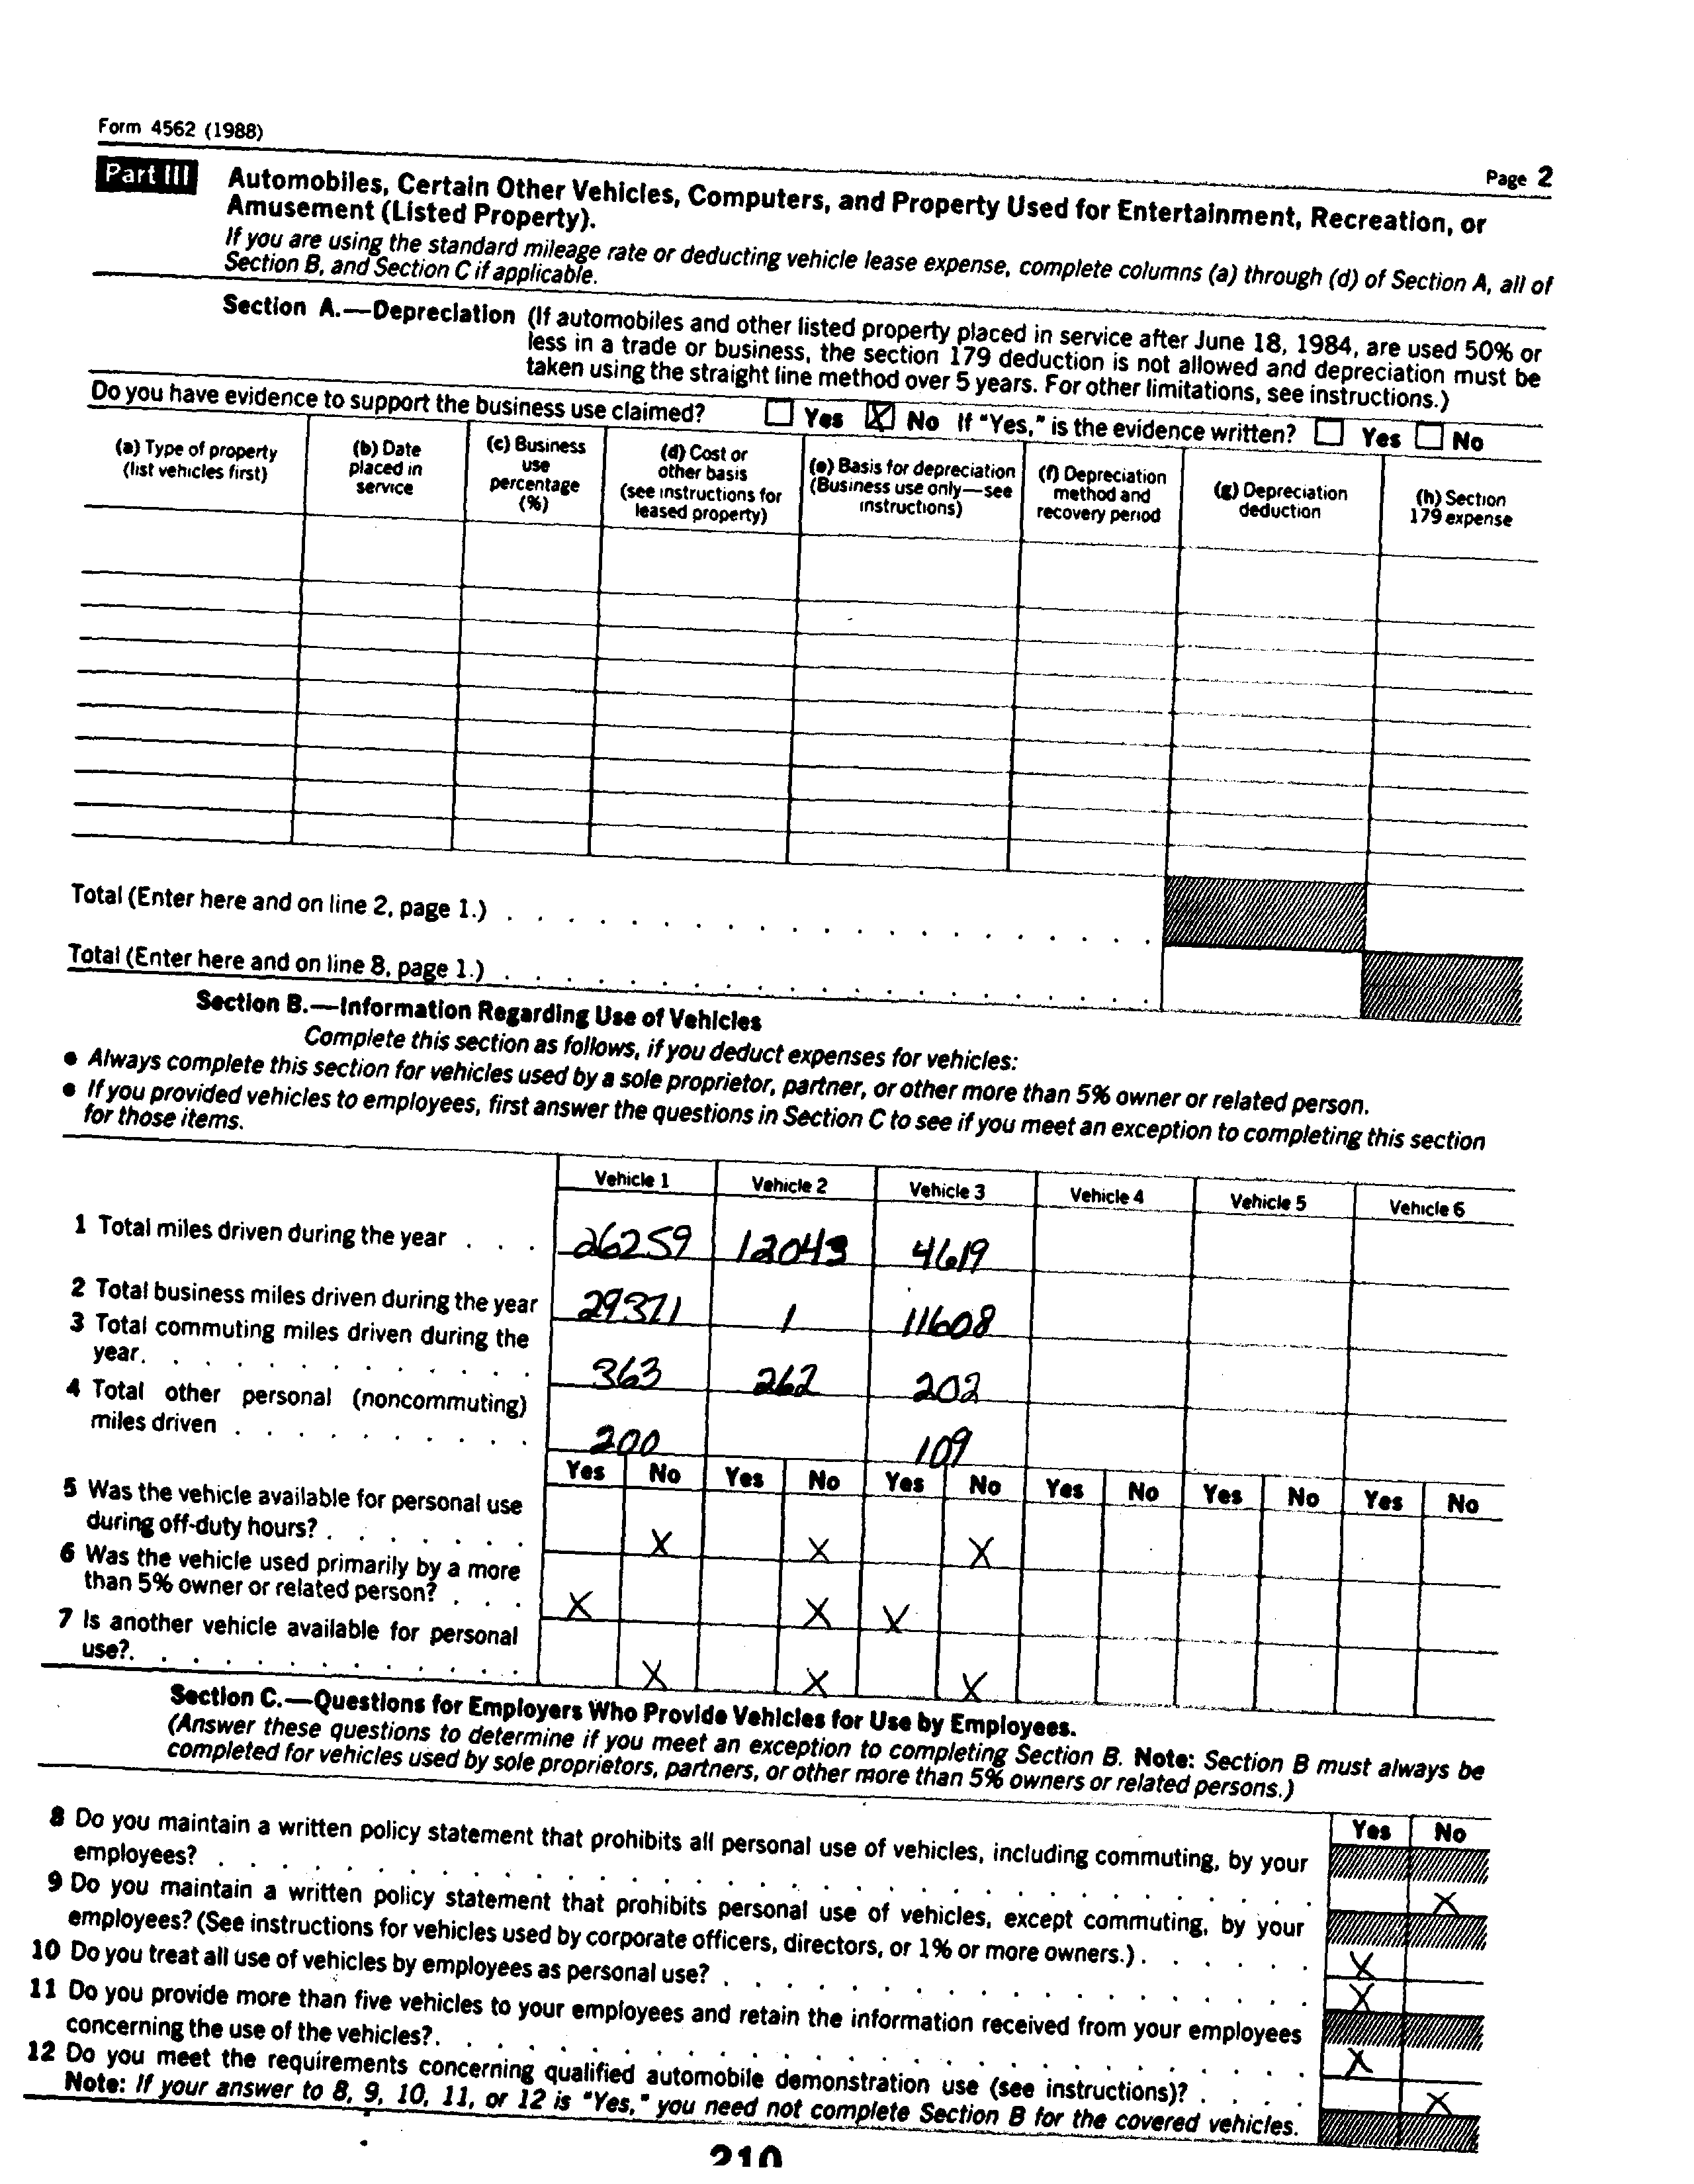 Form 4562 (1988)
Page 2
Part III Automobiles, Certain Other Vehicles, Computers, and Property Used for Entertainment, Recreation, or
Amusement (Listed Property).
If you are using the standard mileage rate or deducting vehicle lease expense, complete columns (a) through (d) of Section A, all of
Section B, and Section C if applicable.
Section A.—Depreciation (If automobiles and other listed property placed in service after June 18, 1984, are used 50% or
less in a trade or business, the section 179 deduction is not allowed and depreciation must be
taken using the straight line method over 5 years. For other limitations, see instructions.)
Do you have evidence to support the business use claimed? Yes X No If "Yes," is the evidence written? Yes No
(a) Type of property
(list vehicles first)
(b) Date
placed in
service
(c) Business
use
percentage
(%)
(d) Cost or
other basis
(see instructions for
leased property)
(e) Basis for depreciation
(Business use only—see
instructions)
(f) Depreciation
method and
recovery period
(g) Depreciation
deduction
(h) Section
179 expense
Total (Enter here and on line 2, page 1.)
Total (Enter here and on line 8, page 1.)
Section B.—Information Regarding Use of Vehicles
Complete this section as follows, if you deduct expenses for vehicles:
● Always complete this section for vehicles used by a sole proprietor, partner, or other more than 5% owner or related person.
● If you provided vehicles to employees, first answer the questions in Section C to see if you meet an exception to completing this section
for those items.
Vehicle 1 Vehicle 2 Vehicle 3 Vehicle 4 Vehicle 5 Vehicle 6
1 Total miles driven during the year . . . 26259 12043 4619
2 Total business miles driven during the year 29371 1 11608
3 Total commuting miles driven during the
year. . . . . . . . . . . . . 363 262 202
4 Total other personal (noncommuting)
miles driven . . . . . . . . . . 200 109
Yes No Yes No Yes No Yes No Yes No Yes No
5 Was the vehicle available for personal use
during off-duty hours? . . . . . . . X X X
6 Was the vehicle used primarily by a more
than 5% owner or related person? . . . X X X
7 Is another vehicle available for personal
use?. . . . . . . . . . . . . X X X
Section C.—Questions for Employers Who Provide Vehicles for Use by Employees.
(Answer these questions to determine if you meet an exception to completing Section B. Note: Section B must always be
completed for vehicles used by sole proprietors, partners, or other more than 5% owners or related persons.)
Yes No
8 Do you maintain a written policy statement that prohibits all personal use of vehicles, including commuting, by your
employees? X
9 Do you maintain a written policy statement that prohibits personal use of vehicles, except commuting, by your
employees? (See instructions for vehicles used by corporate officers, directors, or 1% or more owners.) . . . . . . X
10 Do you treat all use of vehicles by employees as personal use? X
11 Do you provide more than five vehicles to your employees and retain the information received from your employees
concerning the use of the vehicles?. X
12 Do you meet the requirements concerning qualified automobile demonstration use (see instructions)? . . . . X
Note: If your answer to 8, 9, 10, 11, or 12 is "Yes," you need not complete Section B for the covered vehicles.
210